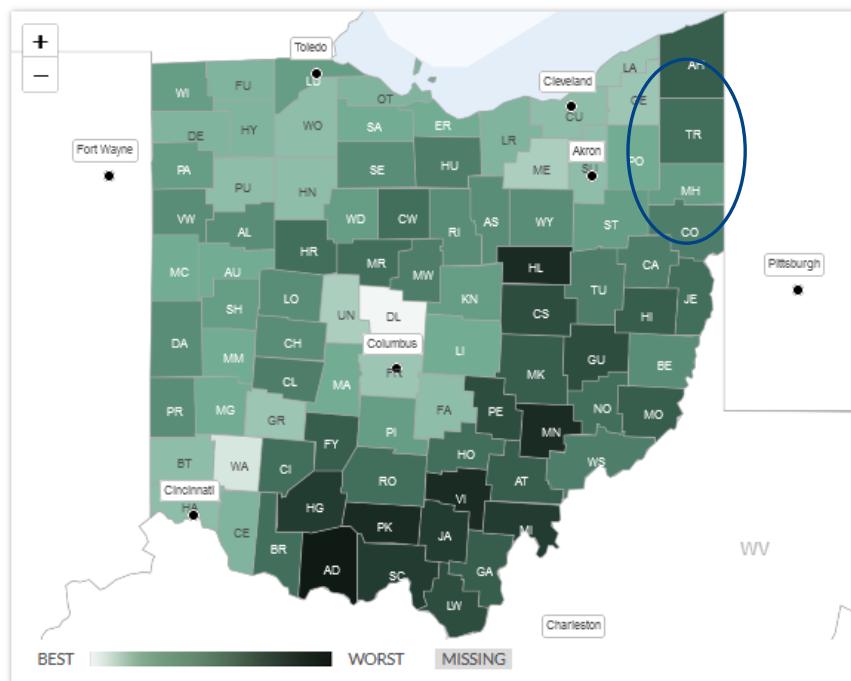 +
−
Toledo
Cleveland
Akron
Fort Wayne
Pittsburgh
Columbus
Cincinnati
Charleston
WV
WI FU LU OT LA AH
DE HY WO SA ER LR CU GE TR
PA PU HN SE HU ME SU PO MH
VW AL WD CW RI AS WY ST CO
MC AU HR MR MW HL TU CA JE
SH LO UN DL KN CS HI
DA MM CH LI GU BE
CL MA FR MK
PR MG GR FA PE NO MO
FY PI MN
BT WA CI HO WS
HA RO VI AT
CE HG PK JA MI
BR AD SC GA
LW
BEST WORST MISSING